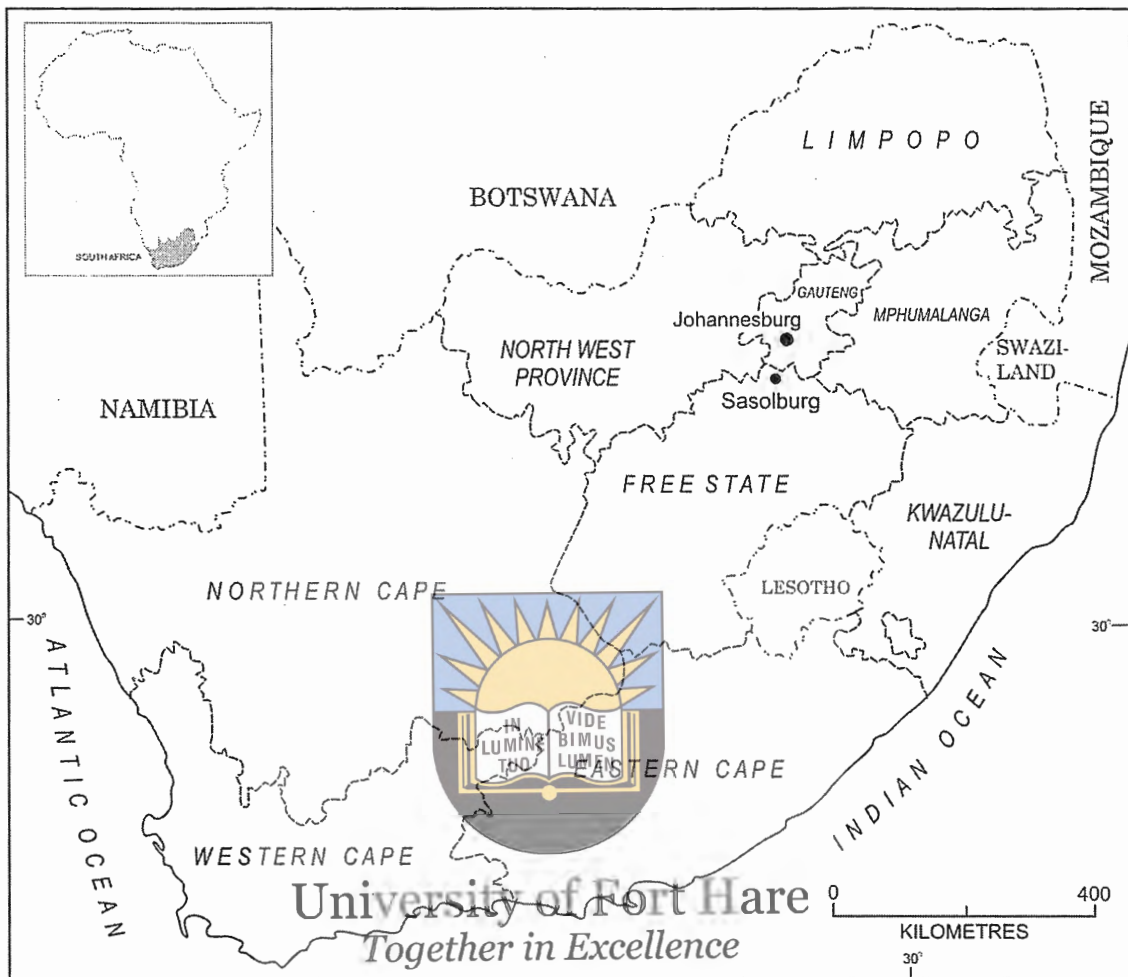 SOUTH AFRICA
LIMPOPO
MOZAMBIQUE
BOTSWANA
GAUTENG
MPHUMALANGA
Johannesburg
NORTH WEST
PROVINCE
SWAZI-
LAND
Sasolburg
NAMIBIA
FREE STATE
KWAZULU-
NATAL
LESOTHO
NORTHERN CAPE
30°
30°
ATLANTIC OCEAN
IN
LUMINE
TUO
VIDE
BIMUS
LUMEN
EASTERN CAPE
INDIAN OCEAN
WESTERN CAPE
University of Fort Hare
Together in Excellence
0 400
KILOMETRES
30°